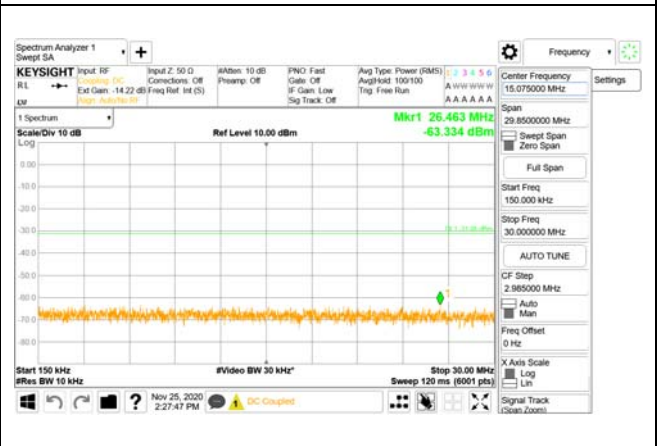 Spectrum Analyzer 1
Swept SA
+
Frequency
KEYSIGHT
RL
Input: RF
Coupling: DC
Ext Gain: -14.22 dB
Align: Auto/No RF
Input Z: 50 Ω
Corrections: Off
Freq Ref: Int (S)
#Atten: 10 dB
Preamp: Off
PNO: Fast
Gate: Off
IF Gain: Low
Sig Track: Off
Avg Type: Power (RMS)
Avg|Hold: 100/100
Trig: Free Run
1 2 3 4 5 6
A W W W W W
A A A A A A
1 Spectrum
Scale/Div 10 dB
Ref Level 10.00 dBm
Mkr1 26.463 MHz
-63.334 dBm
Log
0.00
-10.0
-20.0
-30.0
-40.0
-50.0
-60.0
-70.0
-80.0
1
Start 150 kHz
#Res BW 10 kHz
#Video BW 30 kHz*
Stop 30.00 MHz
Sweep 120 ms (6001 pts)
?
Nov 25, 2020
2:27:47 PM
DC Coupled
Center Frequency
15.075000 MHz
Settings
Span
29.8500000 MHz
Swept Span
Zero Span
Full Span
Start Freq
150.000 kHz
Stop Freq
30.000000 MHz
AUTO TUNE
CF Step
2.985000 MHz
Auto
Man
Freq Offset
0 Hz
X Axis Scale
Log
Lin
Signal Track
(Span Zoom)